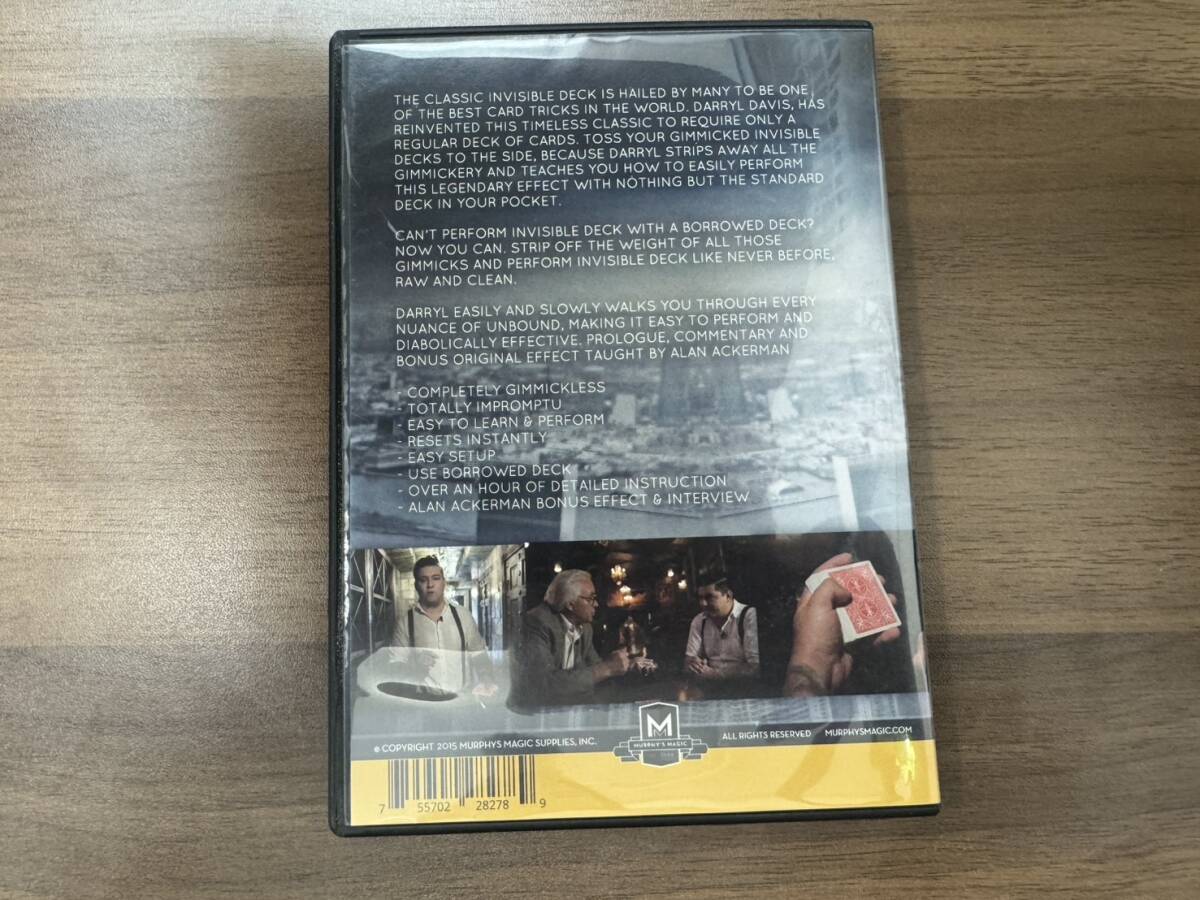 THE CLASSIC INVISIBLE DECK IS HAILED BY MANY TO BE ONE
OF THE BEST CARD TRICKS IN THE WORLD. DARRYL DAVIS, HAS
REINVENTED THIS TIMELESS CLASSIC TO REQUIRE ONLY A
REGULAR DECK OF CARDS. TOSS YOUR GIMMICKED INVISIBLE
DECKS TO THE SIDE, BECAUSE DARRYL STRIPS AWAY ALL THE
GIMMICKERY AND TEACHES YOU HOW TO EASILY PERFORM
THIS LEGENDARY EFFECT WITH NOTHING BUT THE STANDARD
DECK IN YOUR POCKET.
CAN'T PERFORM INVISIBLE DECK WITH A BORROWED DECK?
NOW YOU CAN. STRIP OFF THE WEIGHT OF ALL THOSE
GIMMICKS AND PERFORM INVISIBLE DECK LIKE NEVER BEFORE,
RAW AND CLEAN.
DARRYL EASILY AND SLOWLY WALKS YOU THROUGH EVERY
NUANCE OF UNBOUND, MAKING IT EASY TO PERFORM AND
DIABOLICALLY EFFECTIVE. PROLOGUE, COMMENTARY AND
BONUS ORIGINAL EFFECT TAUGHT BY ALAN ACKERMAN
- COMPLETELY GIMMICKLESS
- TOTALLY IMPROMPTU
- EASY TO LEARN & PERFORM
- RESETS INSTANTLY
- EASY SETUP
- USE BORROWED DECK
- OVER AN HOUR OF DETAILED INSTRUCTION
- ALAN ACKERMAN BONUS EFFECT & INTERVIEW
© COPYRIGHT 2015 MURPHYS MAGIC SUPPLIES, INC.
M
MURPHY'S MAGIC
ALL RIGHTS RESERVED MURPHYSMAGIC.COM
7 55702 28278 9